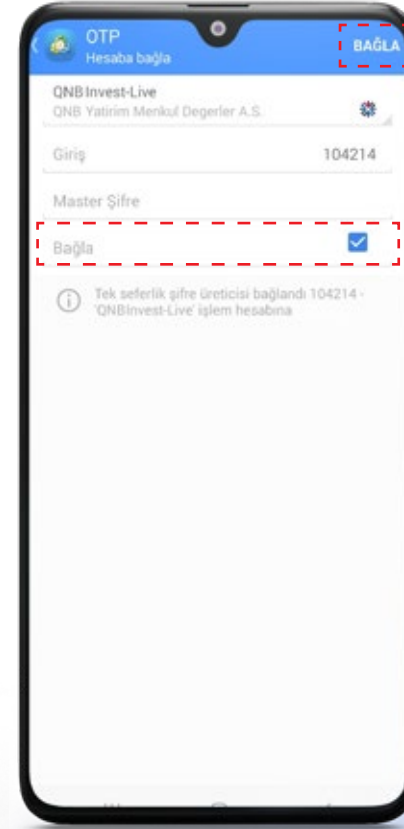 OTP
BAĞLA
Hesaba bağla
QNB Invest-Live
QNB Yatirim Menkul Degerler A.S.
Giriş 104214
Master Şifre
Bağla
Tek seferlik şifre üreticisi bağlandı 104214 -
'QNBInvest-Live' işlem hesabına